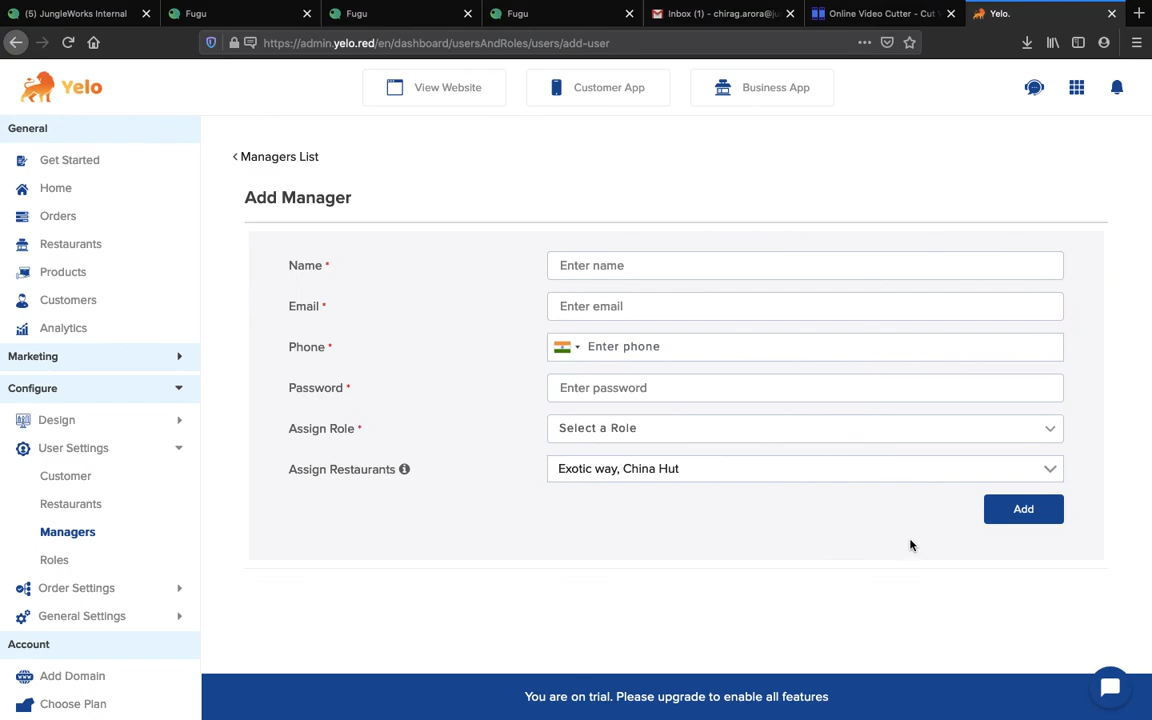 (5) JungleWorks Internal
Fugu
Fugu
Fugu
Inbox (1) - chirag.arora@ju
Online Video Cutter - Cut V
Yelo.
https://admin.yelo.red/en/dashboard/usersAndRoles/users/add-user
Yelo
View Website
Customer App
Business App
General
Get Started
Home
Orders
Restaurants
Products
Customers
Analytics
Marketing
Configure
Design
User Settings
Customer
Restaurants
Managers
Roles
Order Settings
General Settings
Account
Add Domain
Choose Plan
< Managers List
Add Manager
Name *
Enter name
Email *
Enter email
Phone *
Enter phone
Password *
Enter password
Assign Role *
Select a Role
Assign Restaurants
Exotic way, China Hut
Add
You are on trial. Please upgrade to enable all features